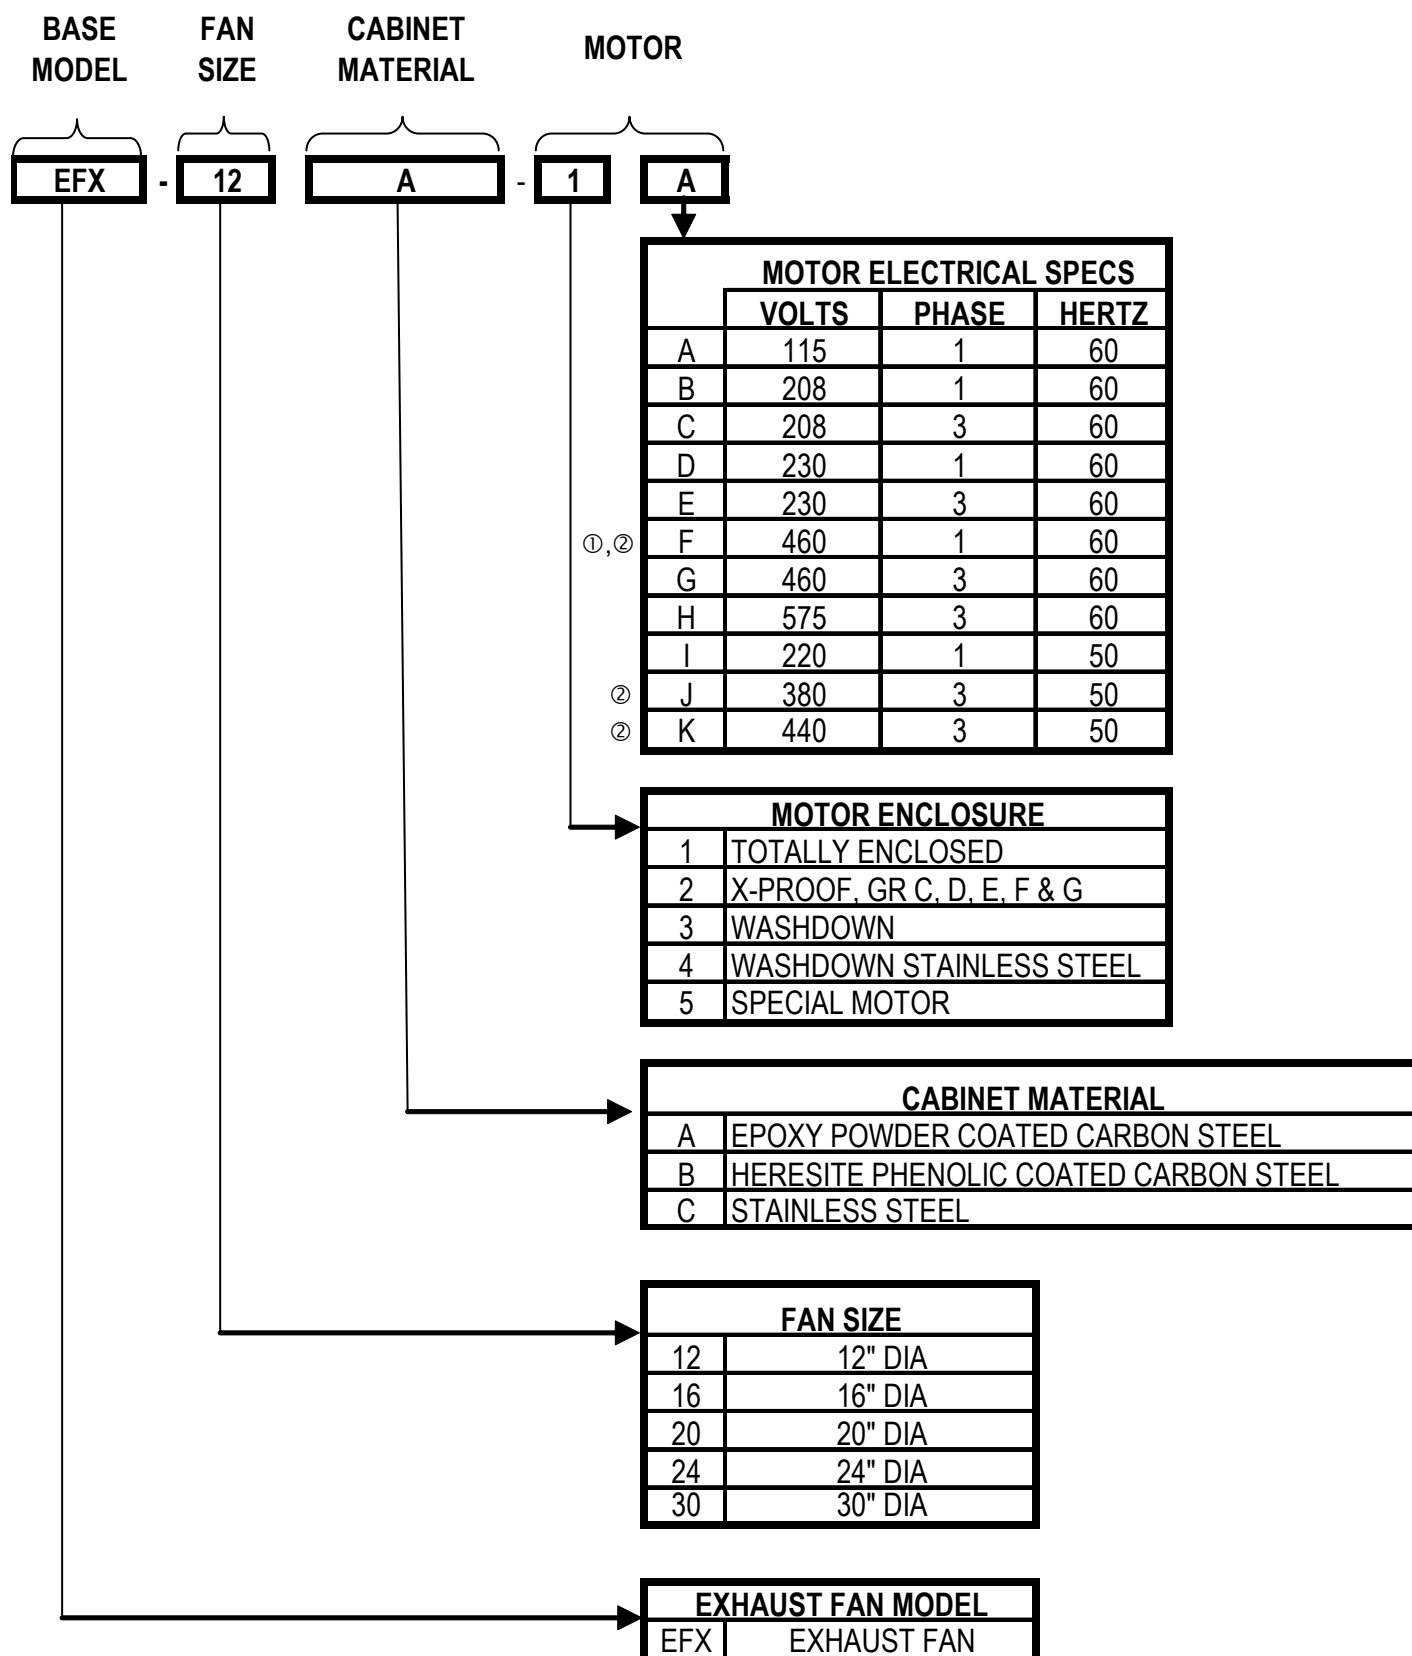 BASE MODEL FAN SIZE CABINET MATERIAL MOTOR
EFX - 12 A - 1 A
MOTOR ELECTRICAL SPECS
VOLTS PHASE HERTZ
A 115 1 60
B 208 1 60
C 208 3 60
D 230 1 60
E 230 3 60
①,② F 460 1 60
G 460 3 60
H 575 3 60
I 220 1 50
② J 380 3 50
② K 440 3 50
MOTOR ENCLOSURE
1 TOTALLY ENCLOSED
2 X-PROOF, GR C, D, E, F & G
3 WASHDOWN
4 WASHDOWN STAINLESS STEEL
5 SPECIAL MOTOR
CABINET MATERIAL
A EPOXY POWDER COATED CARBON STEEL
B HERESITE PHENOLIC COATED CARBON STEEL
C STAINLESS STEEL
FAN SIZE
12 12" DIA
16 16" DIA
20 20" DIA
24 24" DIA
30 30" DIA
EXHAUST FAN MODEL
EFX EXHAUST FAN